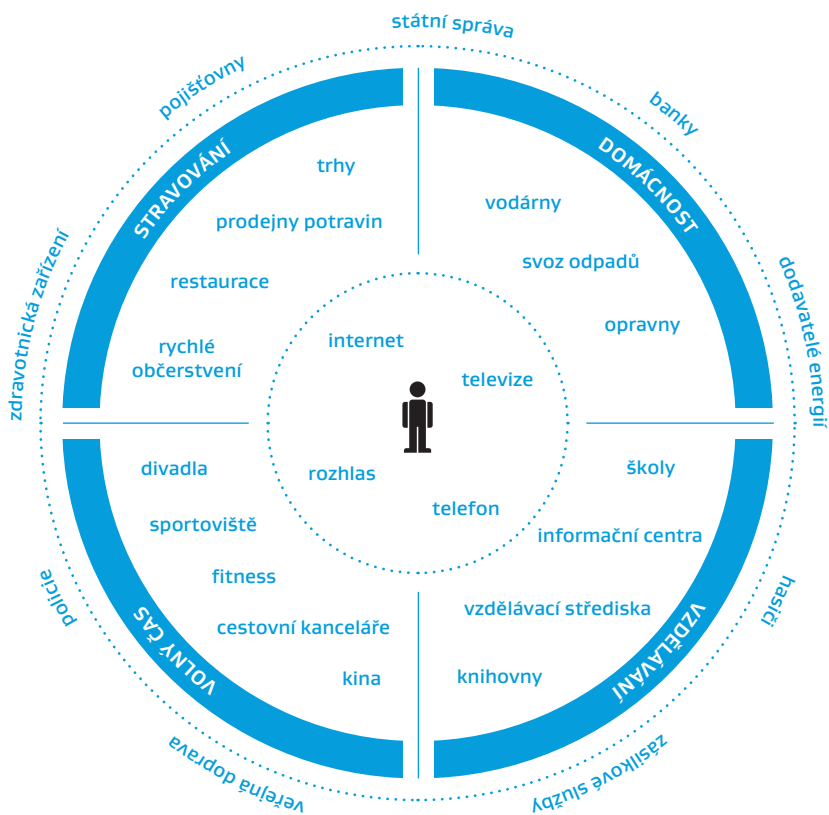 státní správa
pojišťovny
banky
STRAVOVÁNÍ
DOMÁCNOST
trhy
vodárny
prodejny potravin
svoz odpadů
zdravotnická zařízení
dodavatelé energií
restaurace
opravny
internet
rychlé
občerstvení
televize
divadla
rozhlas
školy
telefon
sportoviště
informační centra
fitness
policie
hasiči
vzdělávací střediska
cestovní kanceláře
VOLNÝ ČAS
VZDĚLÁVÁNÍ
kina
knihovny
veřejná doprava
zásilkové služby